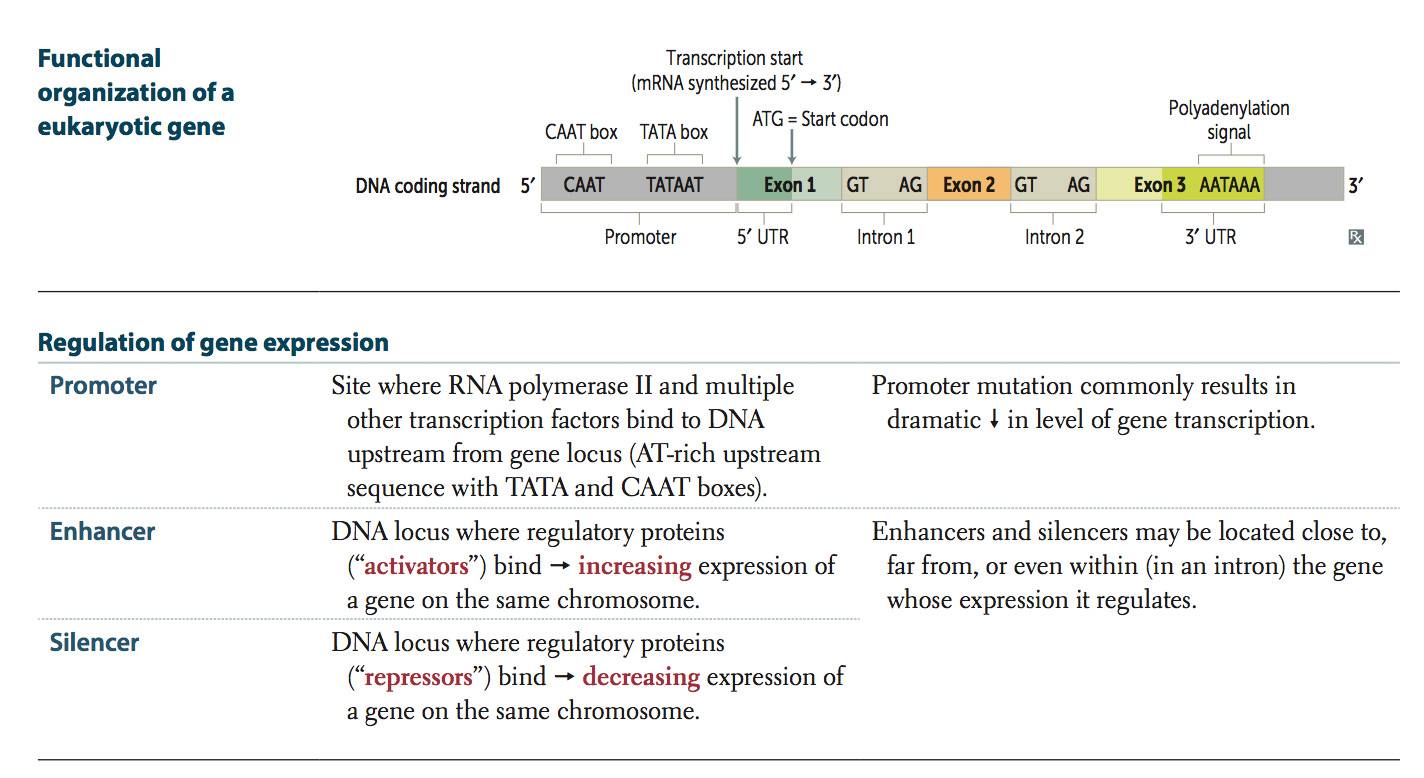 Functional
organization of a
eukaryotic gene
Transcription start
(mRNA synthesized 5′ → 3′)
ATG = Start codon
CAAT box
TATA box
Polyadenylation
signal
DNA coding strand 5′ CAAT TATAAT Exon 1 GT AG Exon 2 GT AG Exon 3 AATAAA 3′
Promoter 5′ UTR Intron 1 Intron 2 3′ UTR
Rx
Regulation of gene expression
Promoter
Site where RNA polymerase II and multiple
other transcription factors bind to DNA
upstream from gene locus (AT-rich upstream
sequence with TATA and CAAT boxes).
Promoter mutation commonly results in
dramatic ↓ in level of gene transcription.
Enhancer
DNA locus where regulatory proteins
(“activators”) bind → increasing expression of
a gene on the same chromosome.
Enhancers and silencers may be located close to,
far from, or even within (in an intron) the gene
whose expression it regulates.
Silencer
DNA locus where regulatory proteins
(“repressors”) bind → decreasing expression of
a gene on the same chromosome.